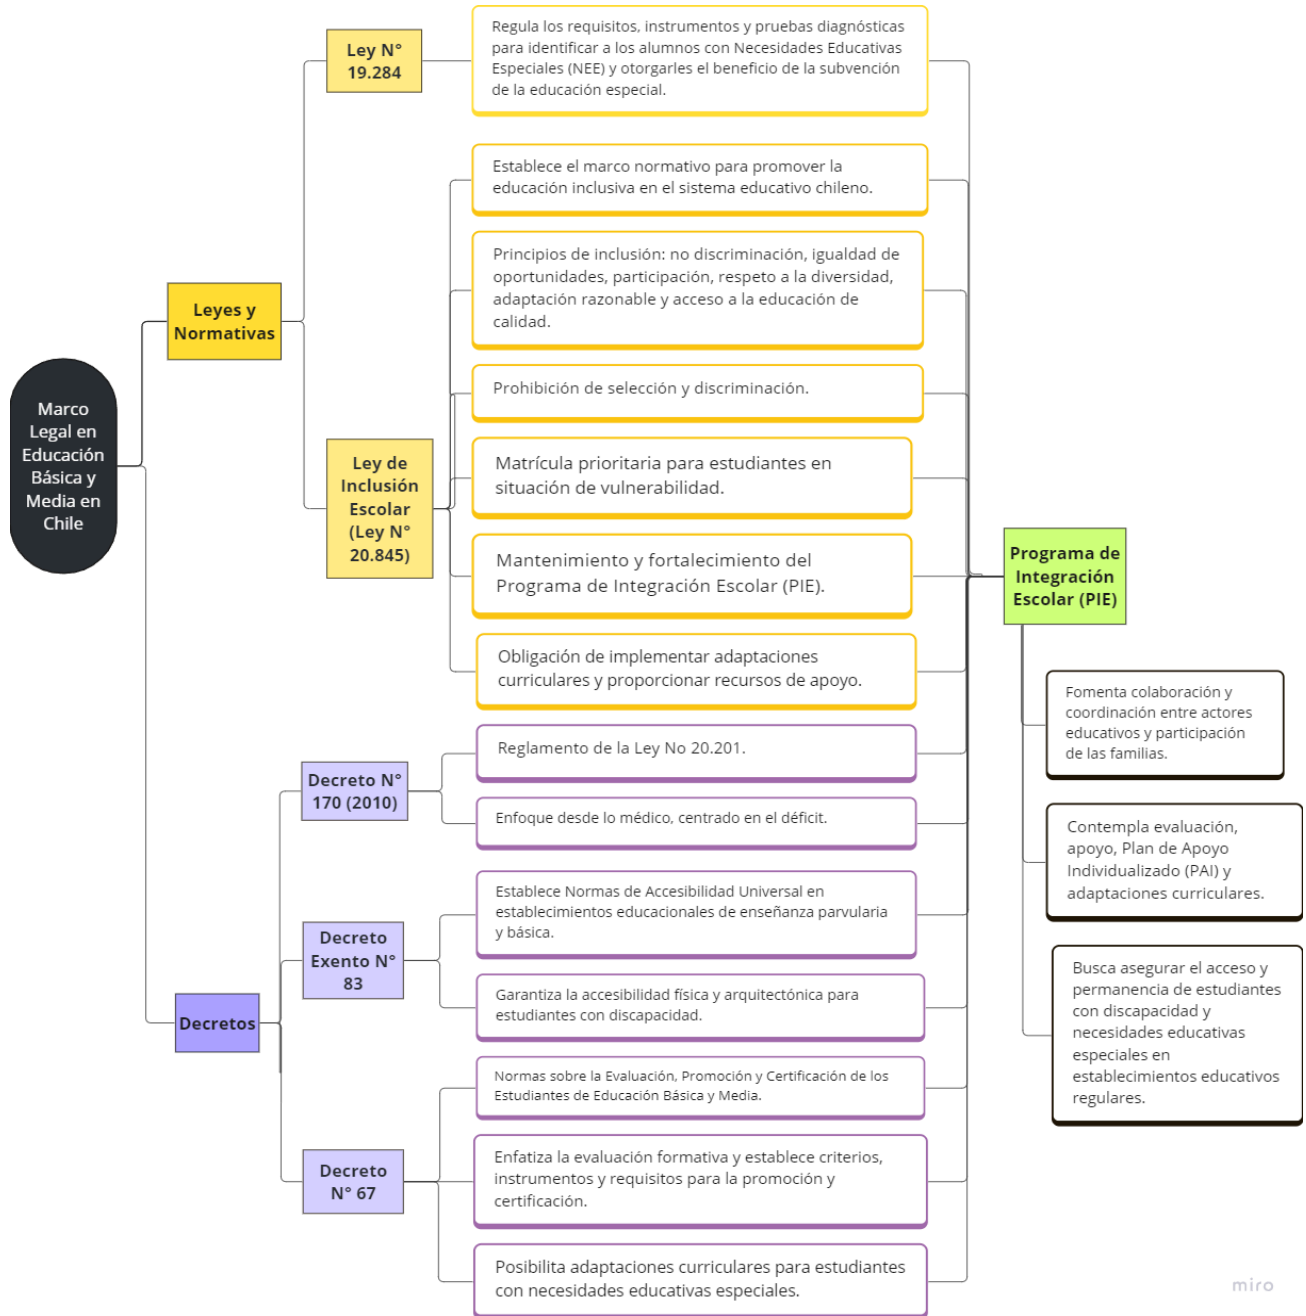 Marco
Legal en
Educación
Básica y
Media en
Chile
Leyes y
Normativas
Ley N°
19.284
Regula los requisitos, instrumentos y pruebas diagnósticas
para identificar a los alumnos con Necesidades Educativas
Especiales (NEE) y otorgarles el beneficio de la subvención
de la educación especial.
Ley de
Inclusión
Escolar
(Ley N°
20.845)
Establece el marco normativo para promover la
educación inclusiva en el sistema educativo chileno.
Principios de inclusión: no discriminación, igualdad de
oportunidades, participación, respeto a la diversidad,
adaptación razonable y acceso a la educación de
calidad.
Prohibición de selección y discriminación.
Matrícula prioritaria para estudiantes en
situación de vulnerabilidad.
Mantenimiento y fortalecimiento del
Programa de Integración Escolar (PIE).
Obligación de implementar adaptaciones
curriculares y proporcionar recursos de apoyo.
Decretos
Decreto N°
170 (2010)
Reglamento de la Ley No 20.201.
Enfoque desde lo médico, centrado en el déficit.
Decreto
Exento N°
83
Establece Normas de Accesibilidad Universal en
establecimientos educacionales de enseñanza parvularia
y básica.
Garantiza la accesibilidad física y arquitectónica para
estudiantes con discapacidad.
Decreto
N° 67
Normas sobre la Evaluación, Promoción y Certificación de los
Estudiantes de Educación Básica y Media.
Enfatiza la evaluación formativa y establece criterios,
instrumentos y requisitos para la promoción y
certificación.
Posibilita adaptaciones curriculares para estudiantes
con necesidades educativas especiales.
Programa de
Integración
Escolar (PIE)
Fomenta colaboración y
coordinación entre actores
educativos y participación
de las familias.
Contempla evaluación,
apoyo, Plan de Apoyo
Individualizado (PAI) y
adaptaciones curriculares.
Busca asegurar el acceso y
permanencia de estudiantes
con discapacidad y
necesidades educativas
especiales en
establecimientos educativos
regulares.
miro